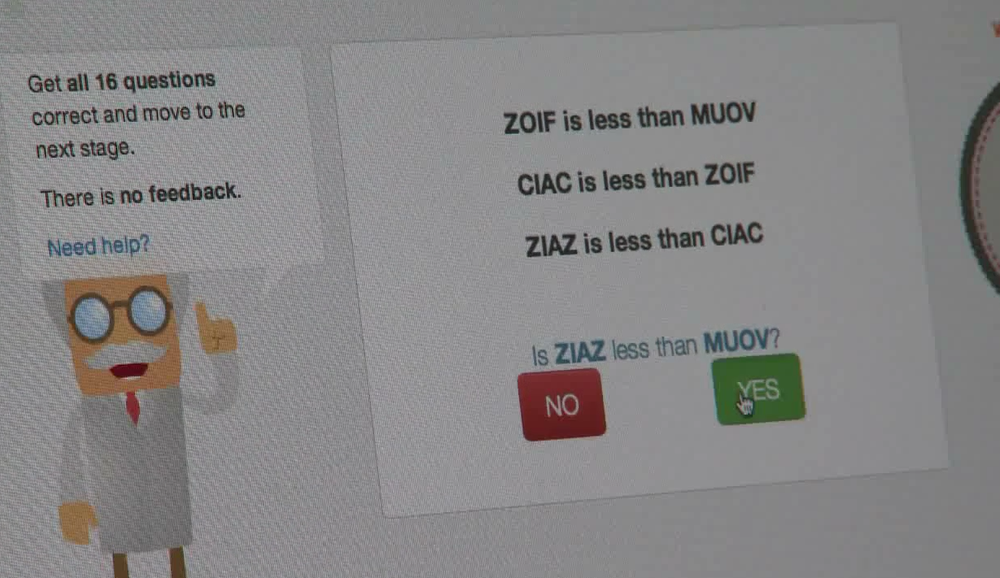 Get all 16 questions
correct and move to the
next stage.
There is no feedback.
Need help?
ZOIF is less than MUOV
CIAC is less than ZOIF
ZIAZ is less than CIAC
Is ZIAZ less than MUOV?
NO
YES